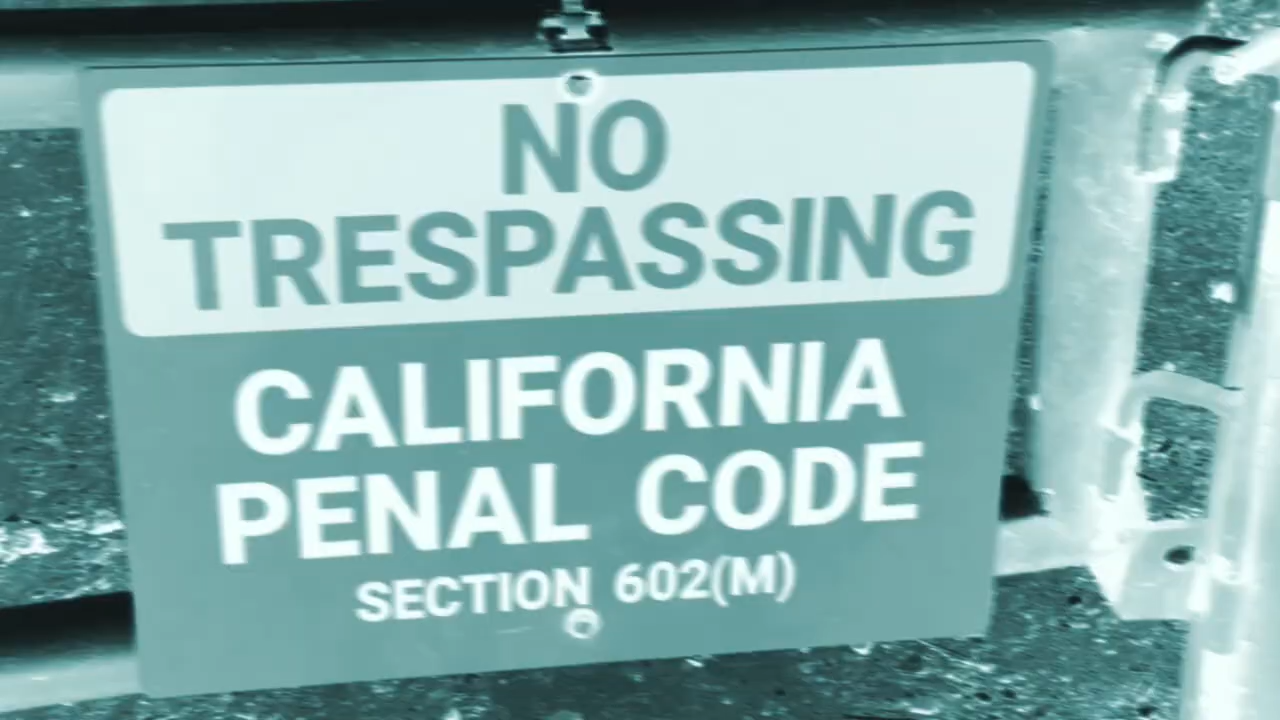 NO
TRESPASSING
CALIFORNIA
PENAL CODE
SECTION 602(M)